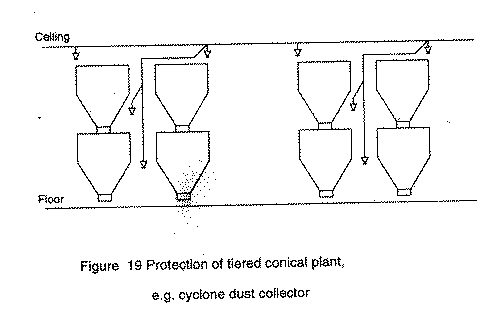 Ceiling
Floor
Figure 19 Protection of tiered conical plant,
e.g. cyclone dust collector